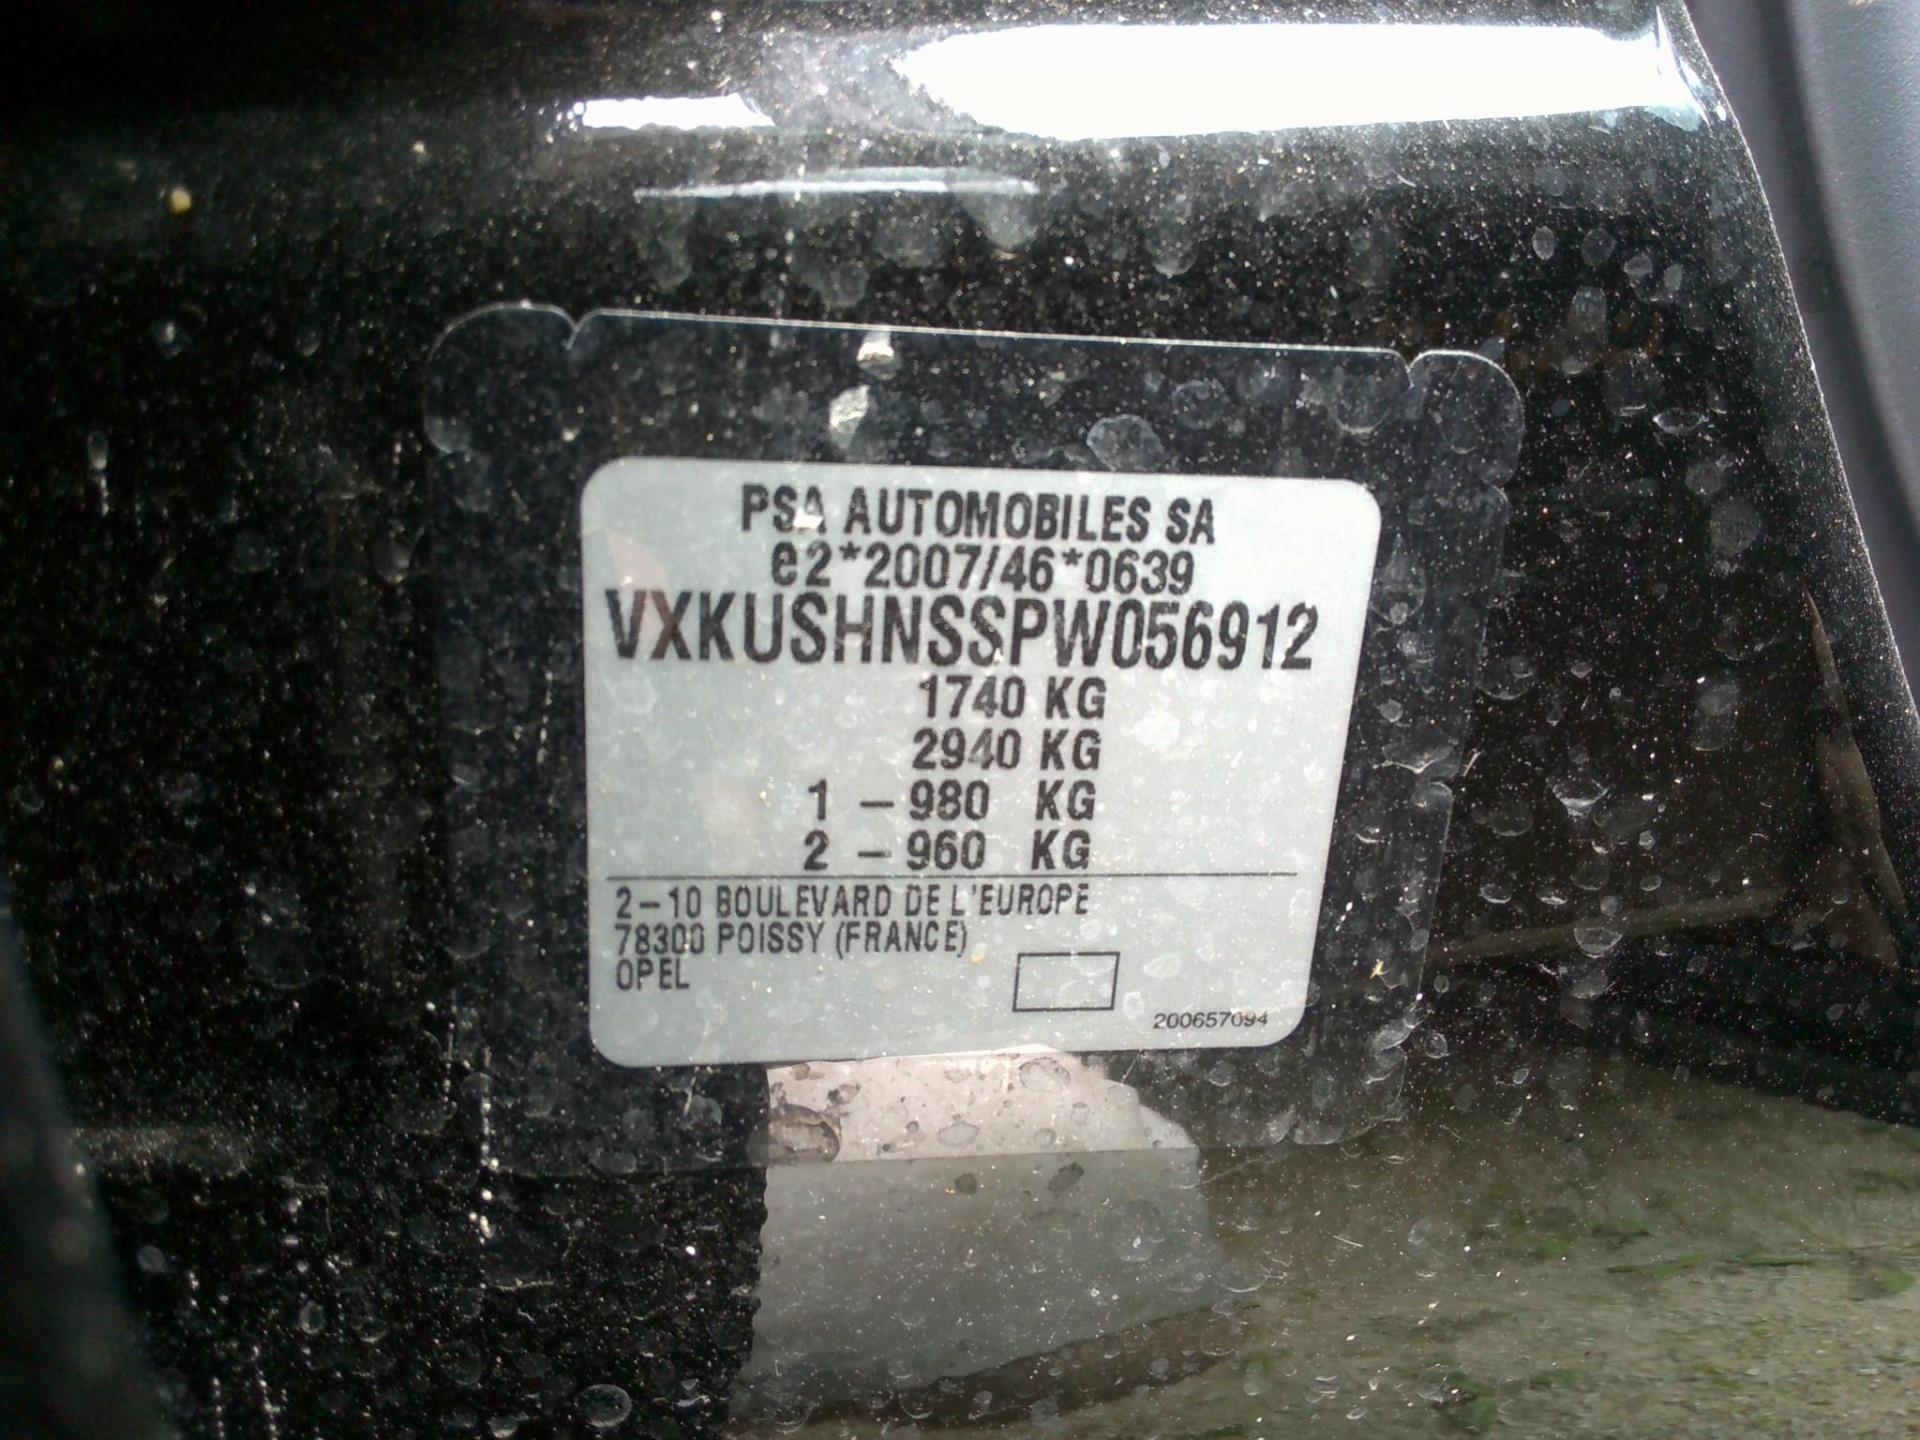 PSA AUTOMOBILES SA
e2*2007/46*0639
VXKUSHNSSPW056912
1740 KG
2940 KG
1 – 980 KG
2 – 960 KG
2–10 BOULEVARD DE L'EUROPE
78300 POISSY (FRANCE)
OPEL
200657094